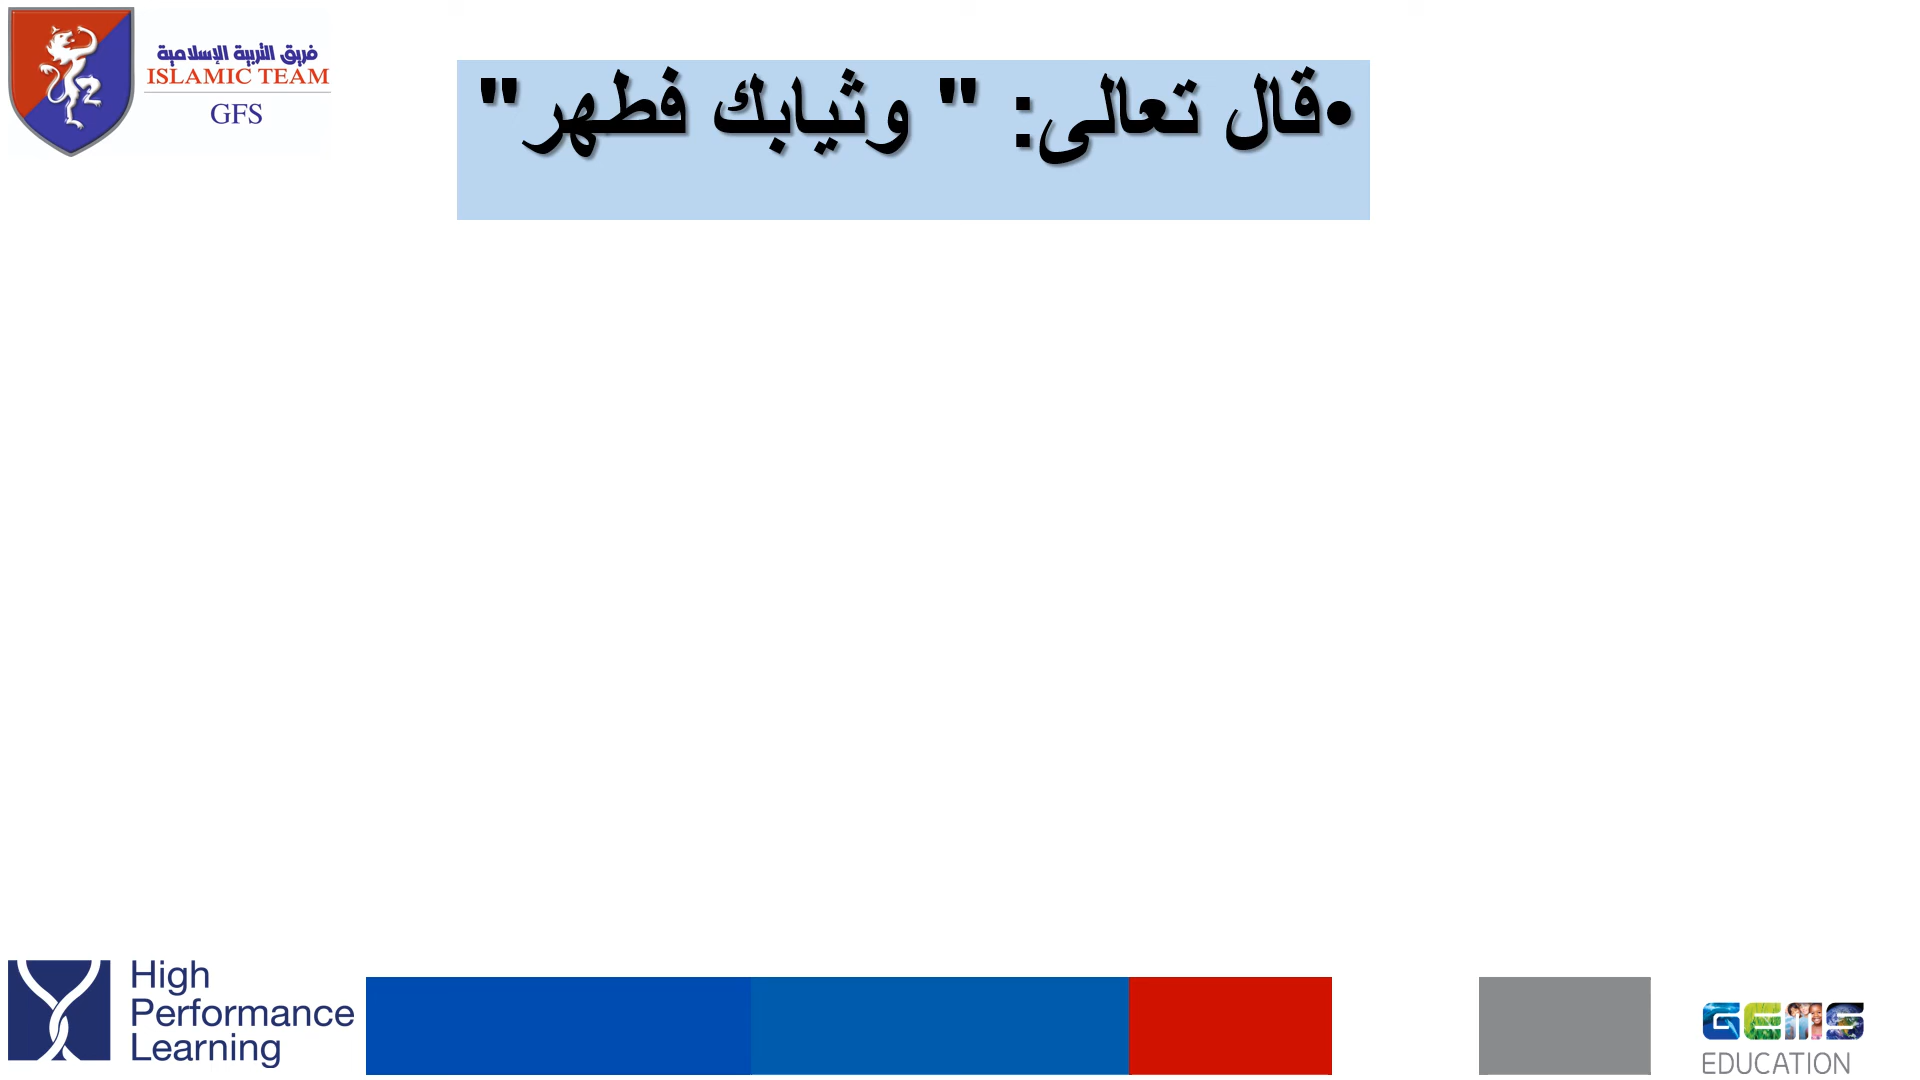 فريق التربية الإسلامية
ISLAMIC TEAM
GFS
•قال تعالى: " وثيابك فطهر"
High
Performance
Learning
GEMS
EDUCATION